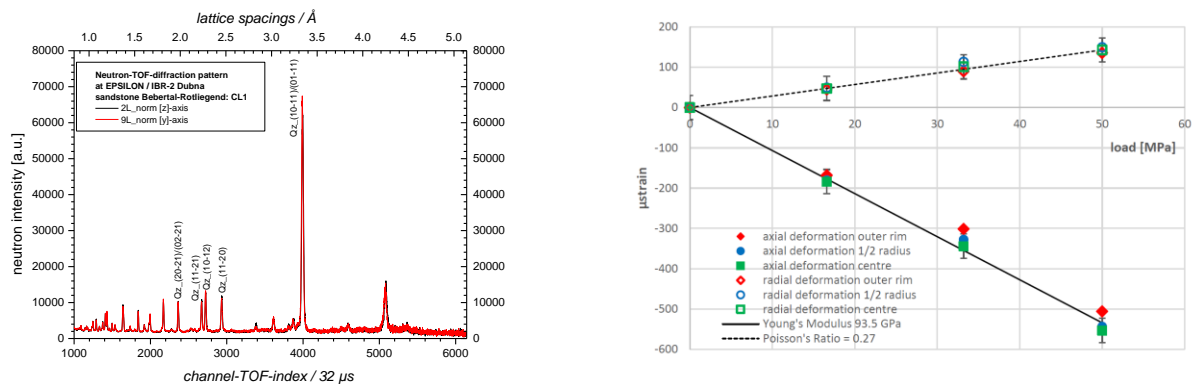 lattice spacings / Å
1.0 1.5 2.0 2.5 3.0 3.5 4.0 4.5 5.0
80000
70000
60000
50000
40000
30000
20000
10000
0
80000
70000
60000
50000
40000
30000
20000
10000
0
neutron intensity [a.u.]
Neutron-TOF-diffraction pattern
at EPSILON / IBR-2 Dubna
sandstone Bebertal-Rotliegend: CL1
2L_norm [z]-axis
9L_norm [y]-axis
Qz_(20-21)/(02-21)
Qz_(11-21)
Qz_(10-12)
Qz_(11-20)
Qz_(10-11)/(01-11)
1000 2000 3000 4000 5000 6000
channel-TOF-index / 32 µs
200
100
0
-100
-200
-300
-400
-500
-600
µstrain
0 10 20 30 40 50 60
load [MPa]
axial deformation outer rim
axial deformation 1/2 radius
axial deformation centre
radial deformation outer rim
radial deformation 1/2 radius
radial deformation centre
Young's Modulus 93.5 GPa
Poisson's Ratio = 0.27